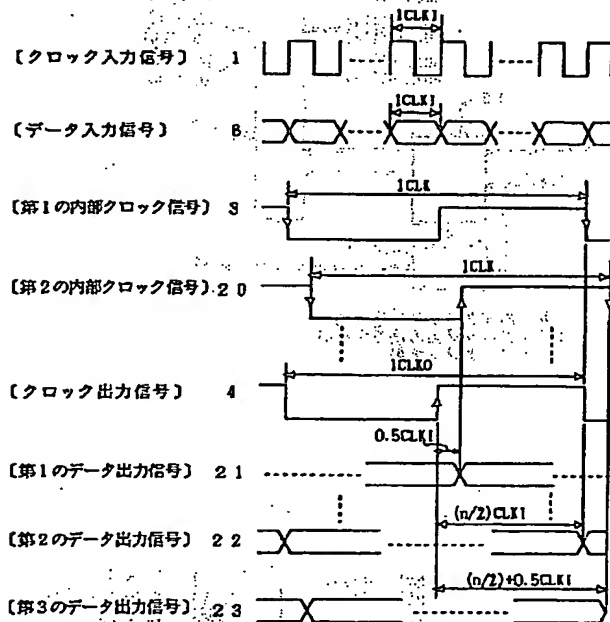 1CLKI
〔クロック入力信号〕 1
1CLKI
〔データ入力信号〕 8
1CLK
〔第1の内部クロック信号〕 3
1CLK
〔第2の内部クロック信号〕 20
1CLKO
〔クロック出力信号〕 4
0.5CLKI
〔第1のデータ出力信号〕 21
(n/2)CLKI
〔第2のデータ出力信号〕 22
(n/2)+0.5CLKI
〔第3のデータ出力信号〕 23